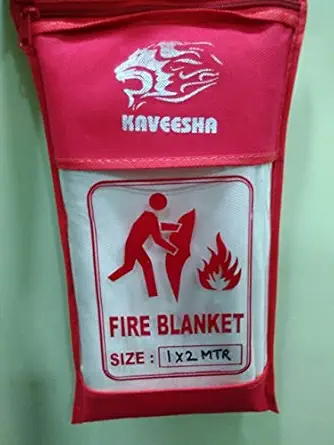 KAVEESHA
FIRE BLANKET
SIZE : 1X2 MTR